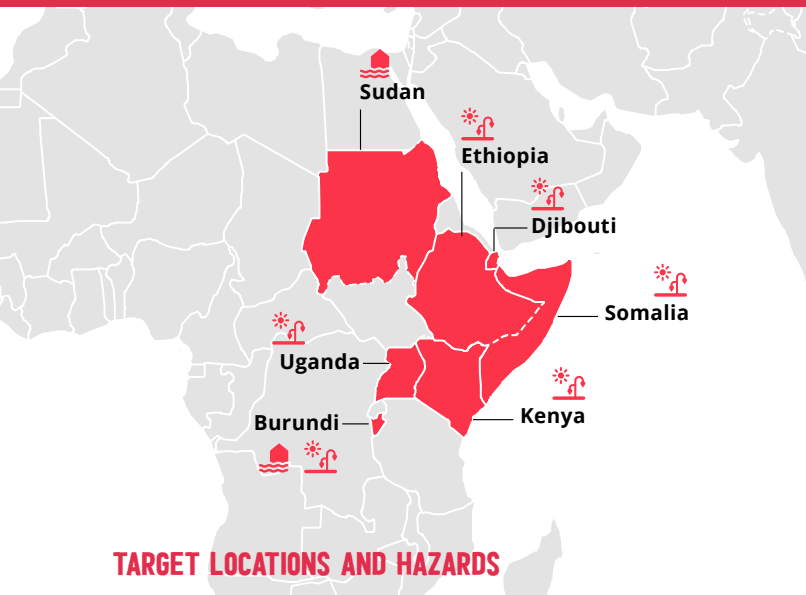 Sudan
Ethiopia
Djibouti
Somalia
Uganda
Kenya
Burundi
TARGET LOCATIONS AND HAZARDS